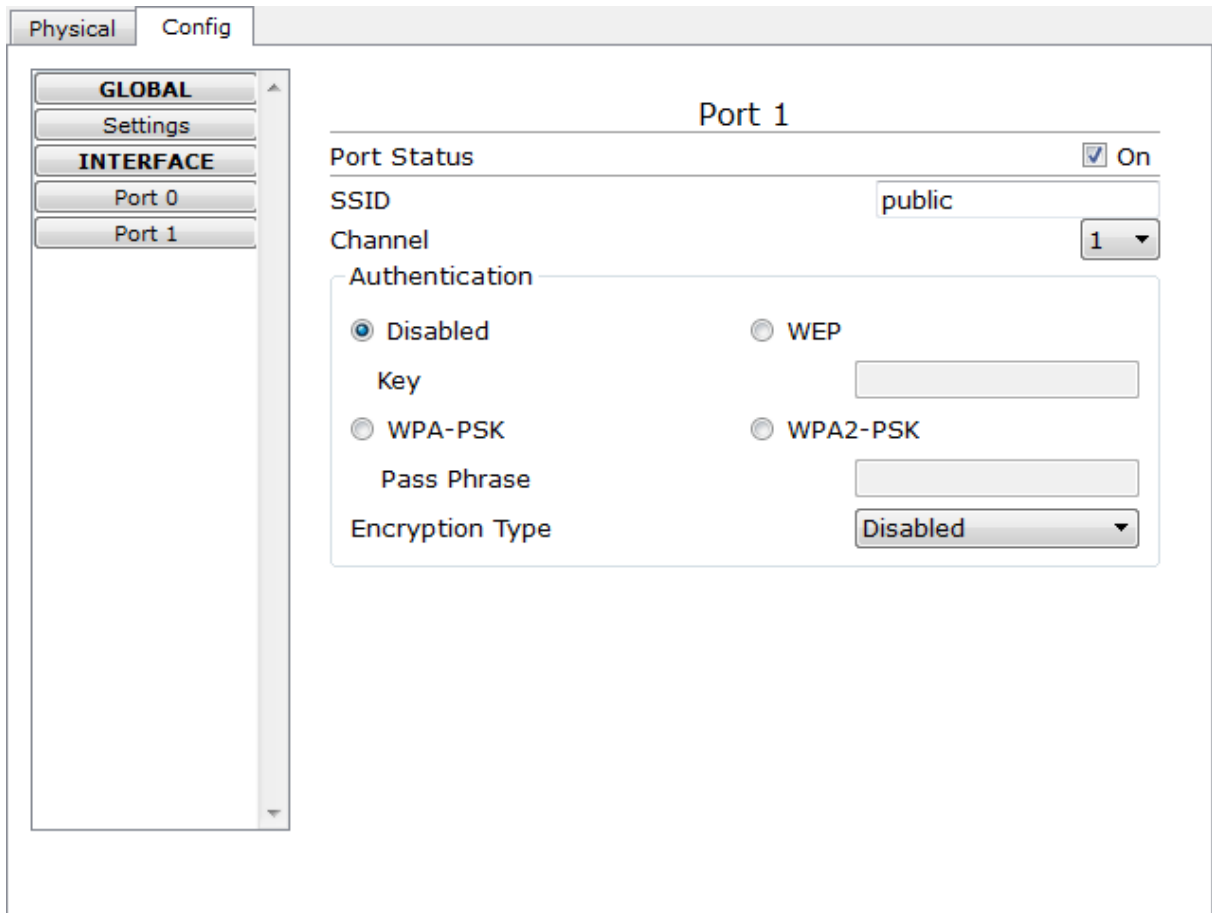 Physical Config
GLOBAL
Settings
INTERFACE
Port 0
Port 1
Port 1
Port Status On
SSID public
Channel 1
Authentication
Disabled WEP
Key
WPA-PSK WPA2-PSK
Pass Phrase
Encryption Type Disabled